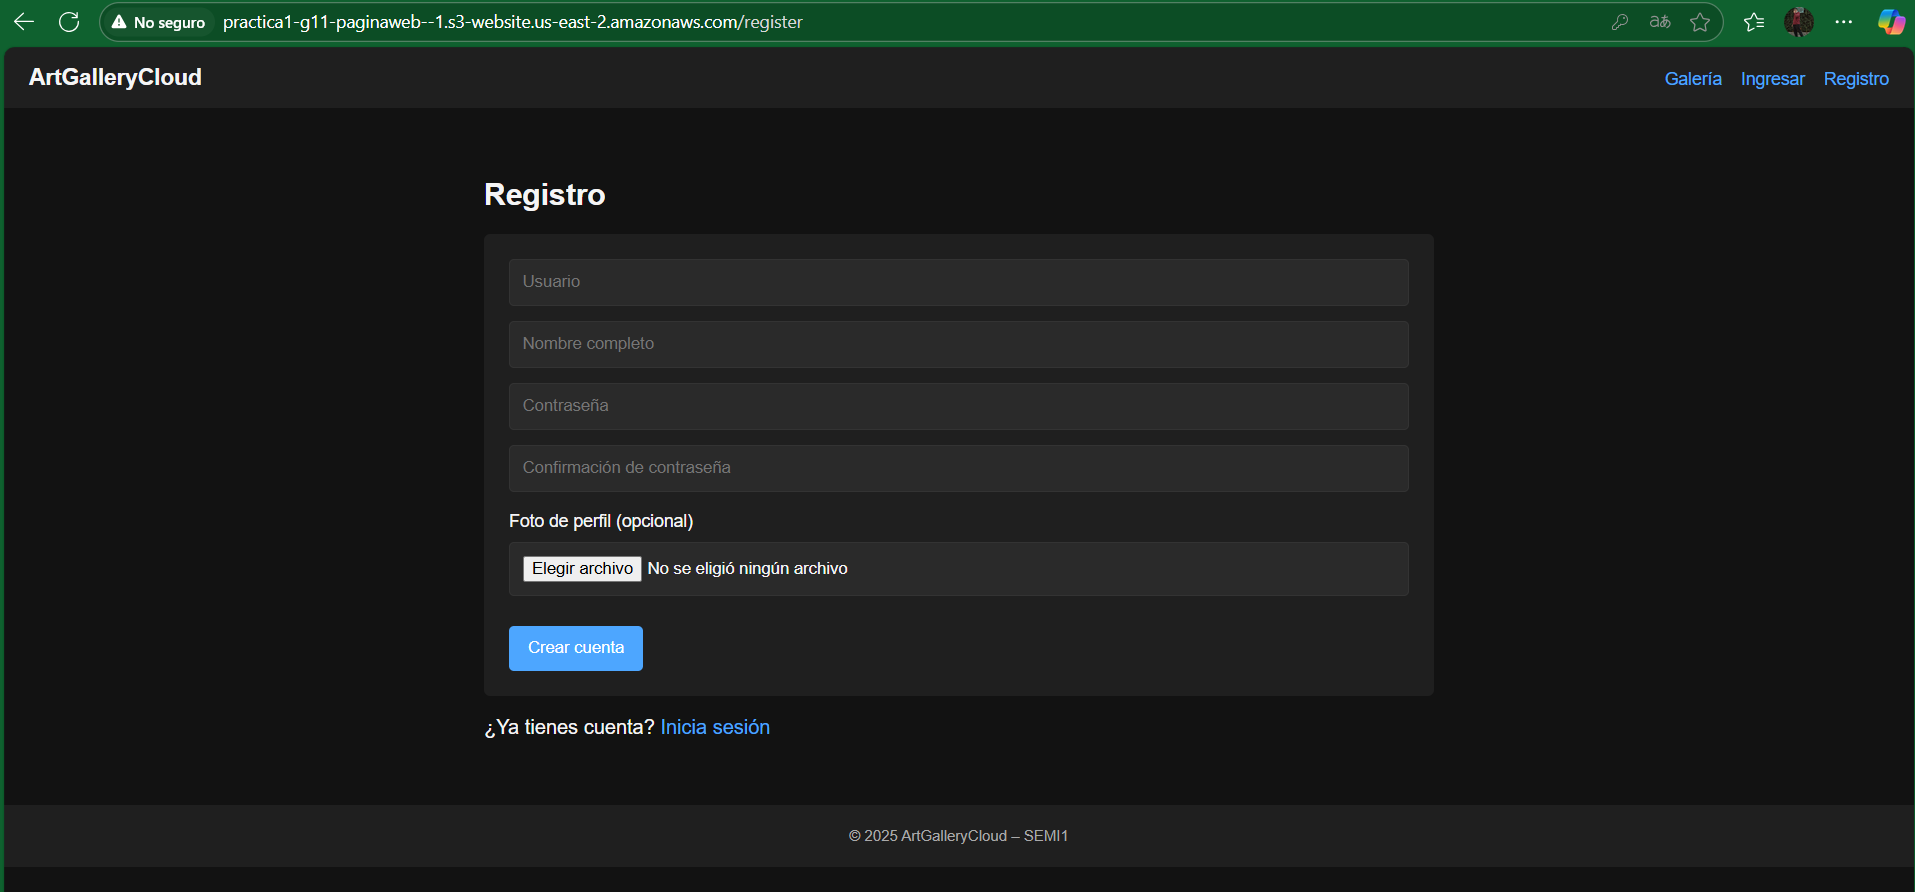 No seguro
practica1-g11-paginaweb--1.s3-website.us-east-2.amazonaws.com/register
ArtGalleryCloud
Galería Ingresar Registro
Registro
Usuario
Nombre completo
Contraseña
Confirmación de contraseña
Foto de perfil (opcional)
Elegir archivo No se eligió ningún archivo
Crear cuenta
¿Ya tienes cuenta? Inicia sesión
© 2025 ArtGalleryCloud – SEMI1